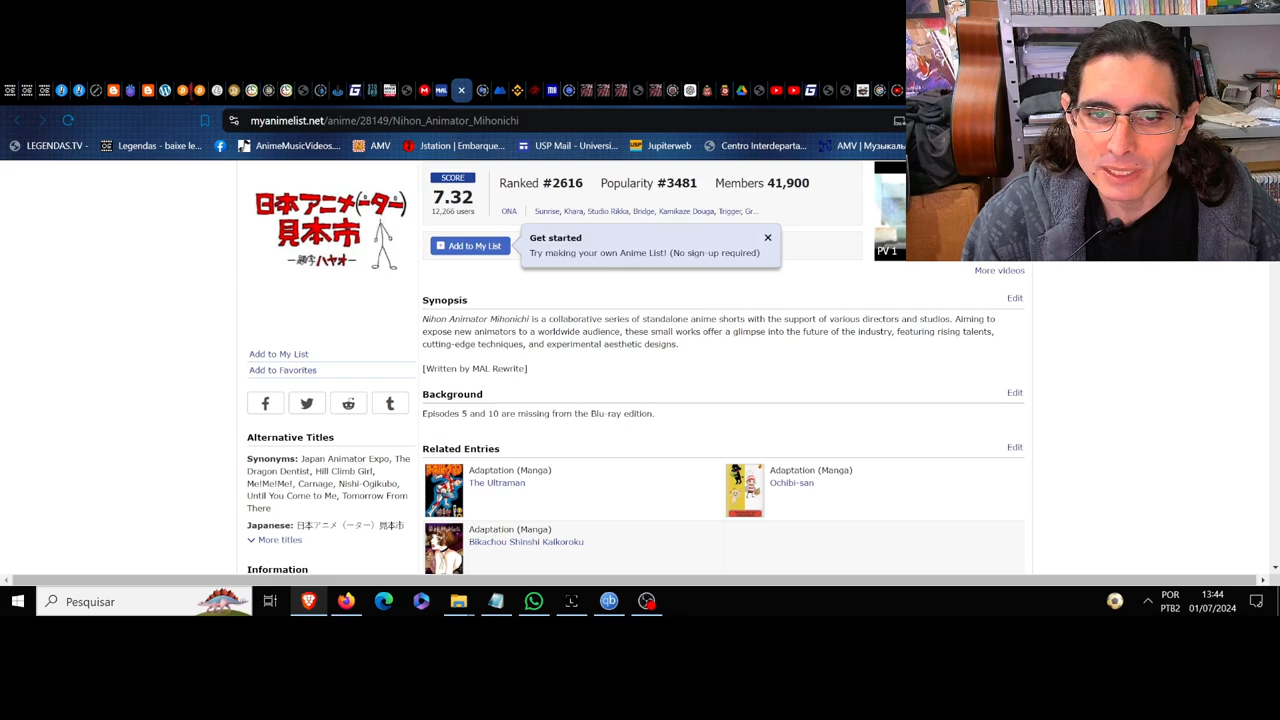 myanimelist.net/anime/28149/Nihon_Animator_Mihonichi
LEGENDAS.TV -
Legendas - baixe le...
AnimeMusicVideos...
AMV
Jstation | Embarque...
USP Mail - Universi...
Jupiterweb
Centro Interdeparta...
AMV | Музыкаль
日本アニメ(ーター)
見本市
SCORE
7.32
12,266 users
Ranked #2616
Popularity #3481
Members 41,900
ONA
Sunrise, Khara, Studio Rikka, Bridge, Kamikaze Douga, Trigger, Gr...
Add to My List
Get started
Try making your own Anime List! (No sign-up required)
PV 1
More videos
Synopsis
Edit
Nihon Animator Mihonichi is a collaborative series of standalone anime shorts with the support of various directors and studios. Aiming to
expose new animators to a worldwide audience, these small works offer a glimpse into the future of the industry, featuring rising talents,
cutting-edge techniques, and experimental aesthetic designs.
[Written by MAL Rewrite]
Add to My List
Add to Favorites
Background
Edit
Episodes 5 and 10 are missing from the Blu-ray edition.
Alternative Titles
Synonyms: Japan Animator Expo, The
Dragon Dentist, Hill Climb Girl,
Me!Me!Me!, Carnage, Nishi-Ogikubo,
Until You Come to Me, Tomorrow From
There
Japanese: 日本アニメ（ーター）見本市
More titles
Information
Related Entries
Edit
Adaptation (Manga)
The Ultraman
Adaptation (Manga)
Ochibi-san
Adaptation (Manga)
Bikachou Shinshi Kaikoroku
Pesquisar
POR
PTB2
13:44
01/07/2024